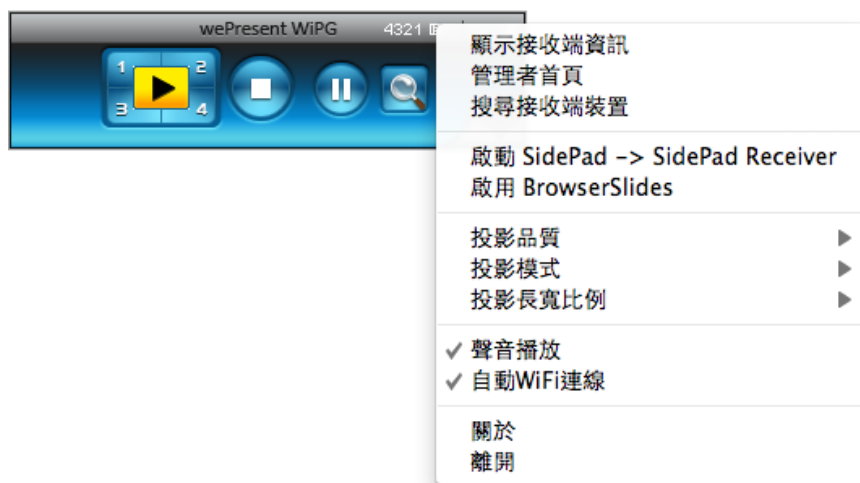 wePresent WiPG
4321
1
2
3
4
顯示接收端資訊
管理者首頁
搜尋接收端裝置
啟動 SidePad –> SidePad Receiver
啟用 BrowserSlides
投影品質
投影模式
投影長寬比例
聲音播放
自動WiFi連線
關於
離開